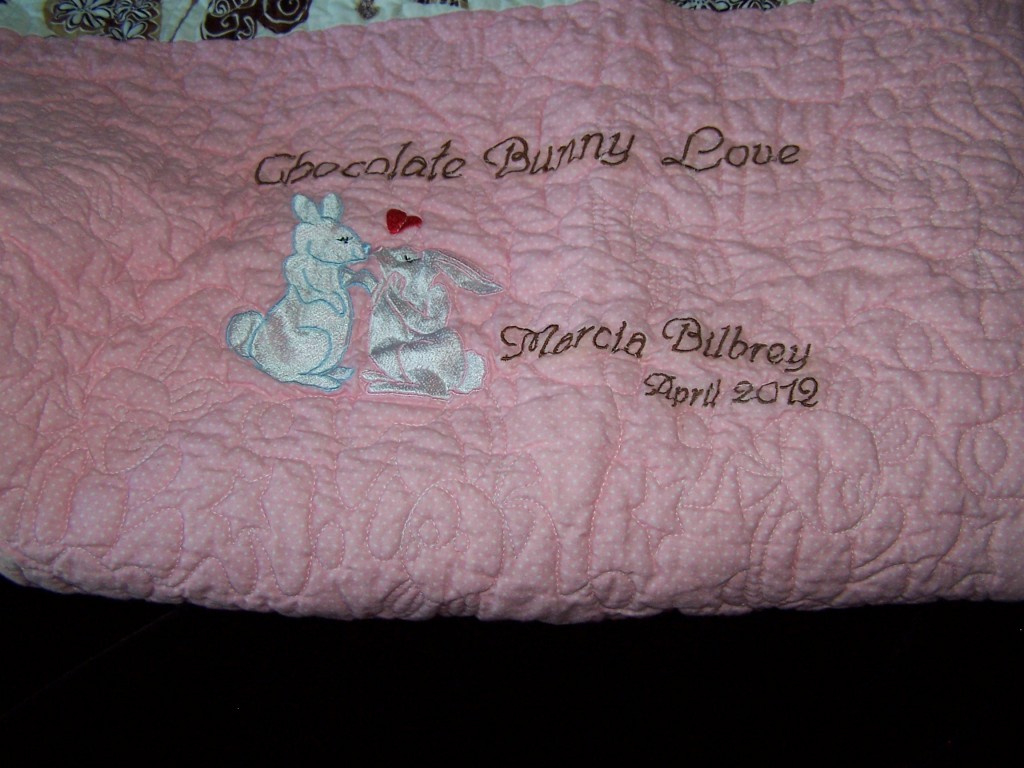 Chocolate Bunny Love
Marcia Bilbrey
April 2012